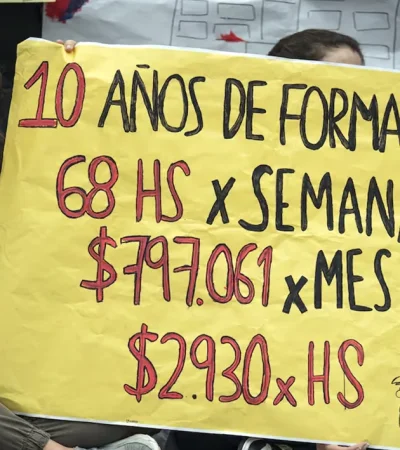 10 AÑOS DE FORMA
68 HS x SEMAN
$797.061 x MES
$2.930 x HS